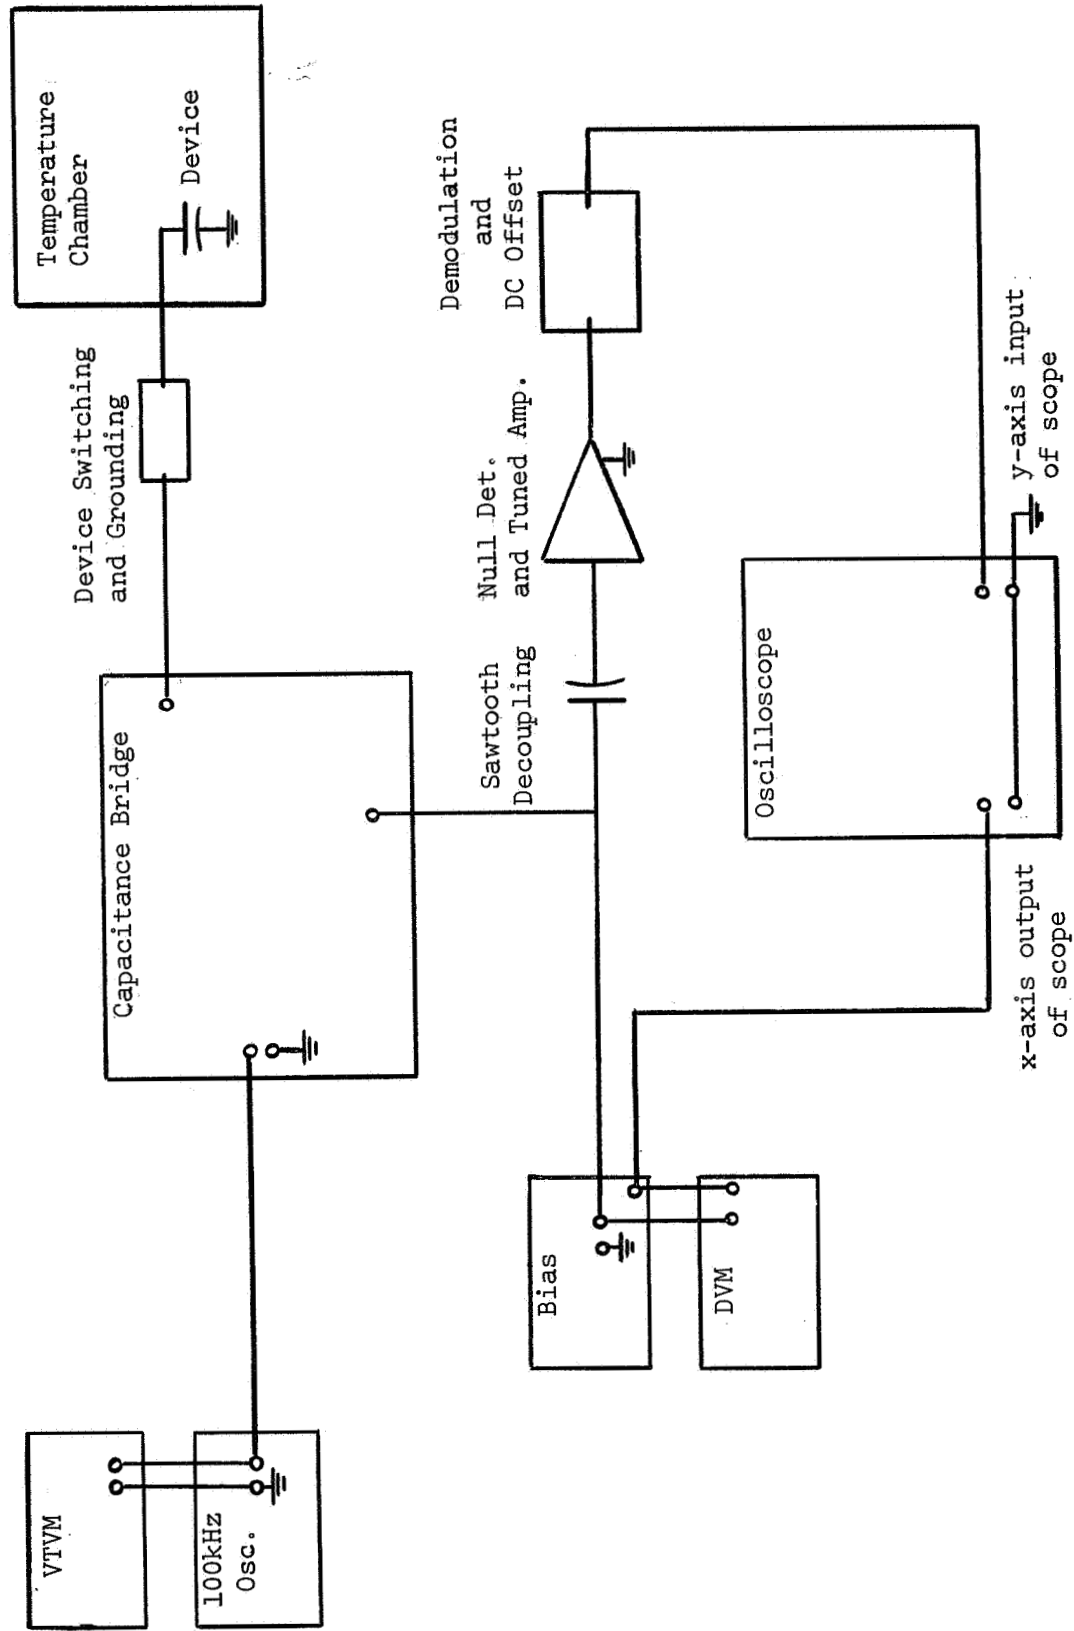 Temperature
Chamber
Device
Device Switching
and Grounding
Capacitance Bridge
VTVM
100kHz
Osc.
Demodulation
and
DC Offset
Null Det.
and Tuned Amp.
Sawtooth
Decoupling
Bias
DVM
Oscilloscope
y-axis input
of scope
x-axis output
of scope